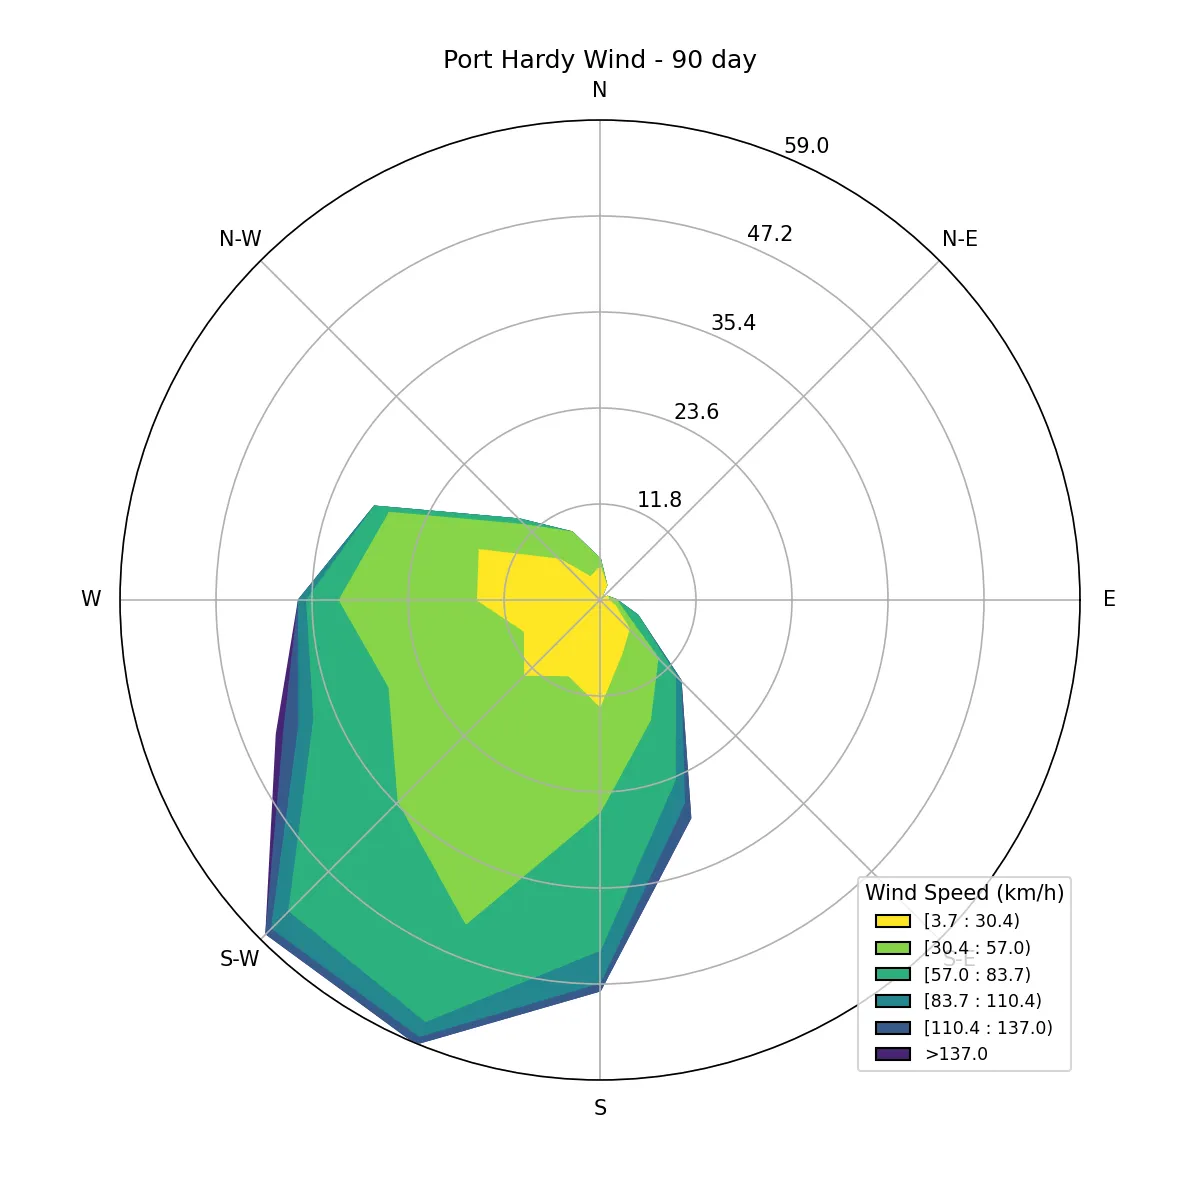 Port Hardy Wind - 90 day
N
59.0
47.2
N-W
N-E
35.4
23.6
11.8
W
E
Wind Speed (km/h)
[3.7 : 30.4)
[30.4 : 57.0)
S-W
S-E
[57.0 : 83.7)
[83.7 : 110.4)
[110.4 : 137.0)
>137.0
S